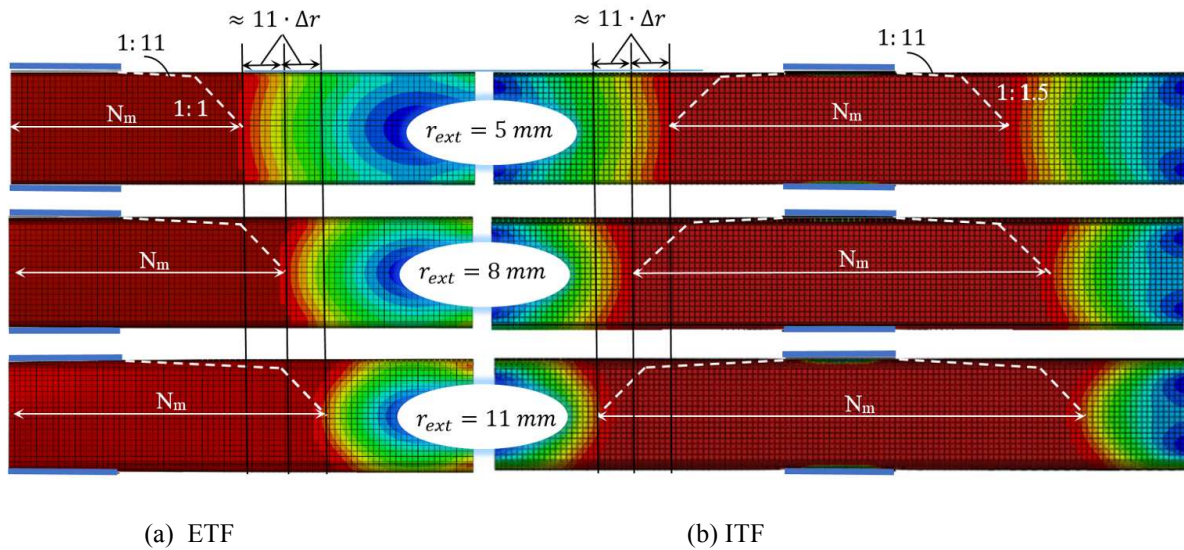 ≈ 11 · Δr
≈ 11 · Δr
1: 11
1: 11
1: 1
1: 1.5
N_m
r_ext = 5 mm
N_m
N_m
r_ext = 8 mm
N_m
N_m
r_ext = 11 mm
N_m
(a) ETF
(b) ITF